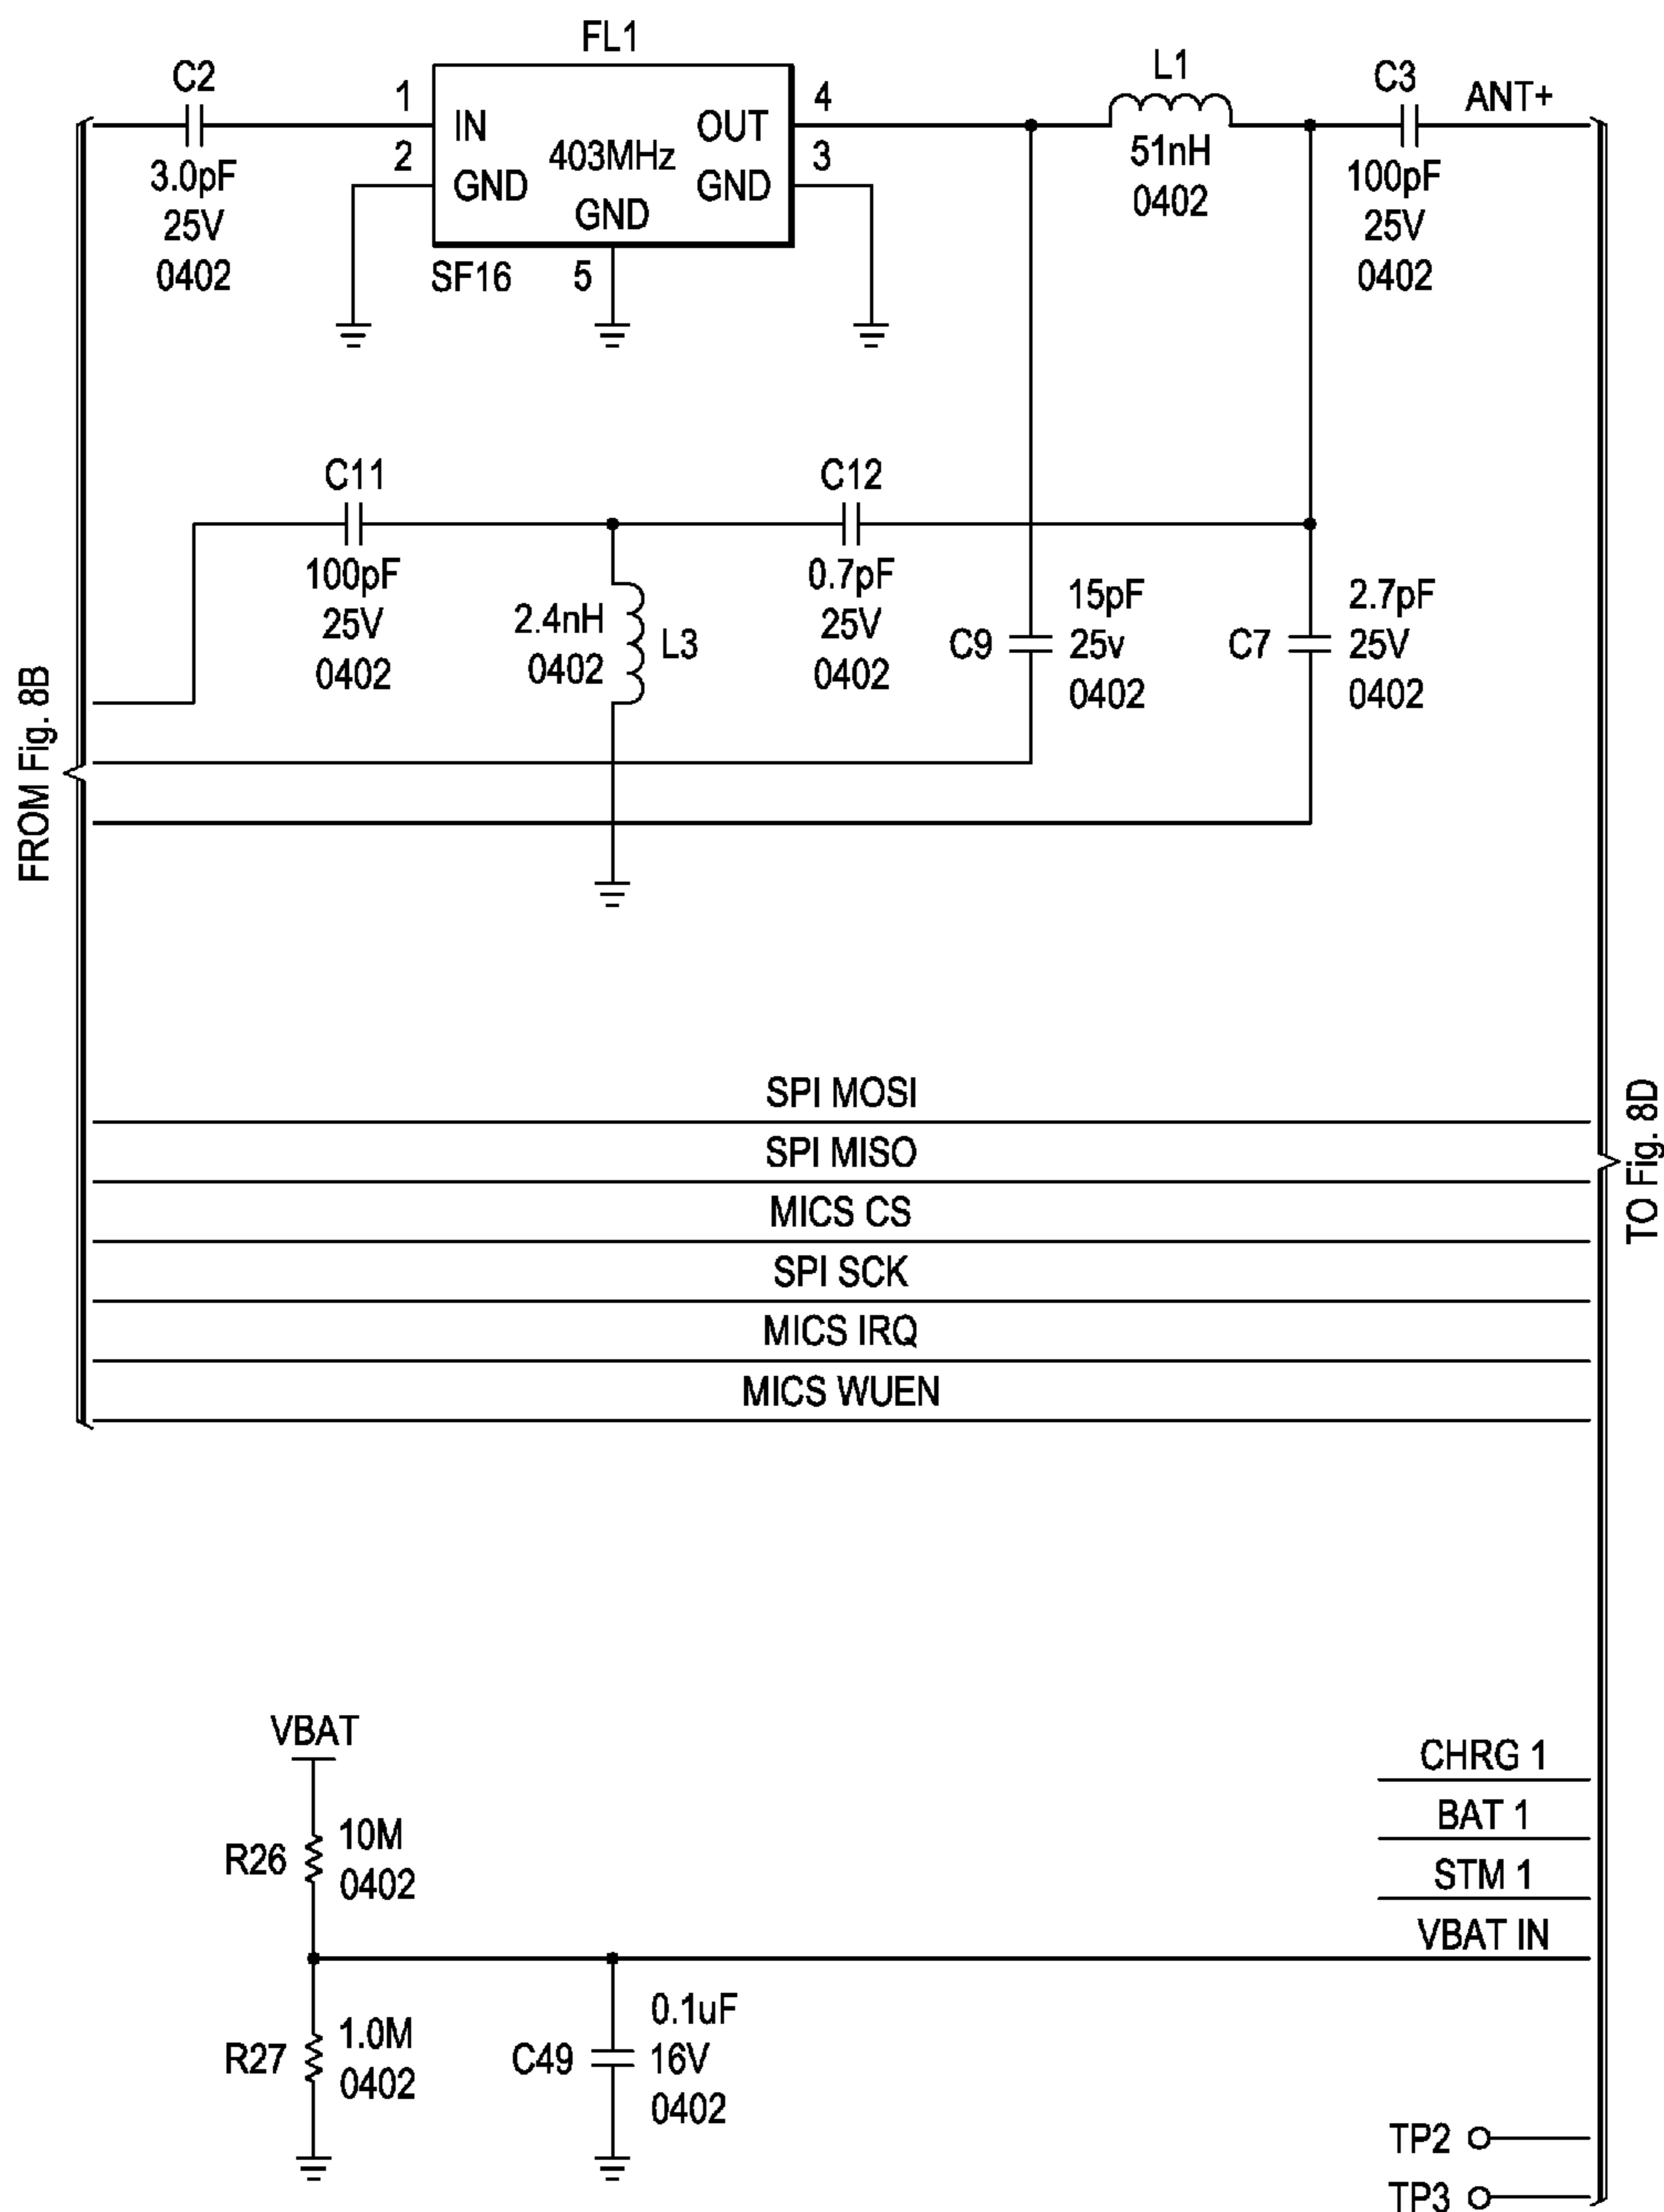 FL1
C2
3.0pF
25V
0402
1
2
IN
GND
403MHz
GND
OUT
GND
4
3
SF16
5
L1
51nH
0402
C3
100pF
25V
0402
ANT+
C11
100pF
25V
0402
2.4nH
0402
L3
C12
0.7pF
25V
0402
C9
15pF
25v
0402
C7
2.7pF
25V
0402
FROM Fig. 8B
SPI MOSI
SPI MISO
MICS CS
SPI SCK
MICS IRQ
MICS WUEN
TO Fig. 8D
VBAT
R26
10M
0402
R27
1.0M
0402
C49
0.1uF
16V
0402
CHRG 1
BAT 1
STM 1
VBAT IN
TP2
TP3